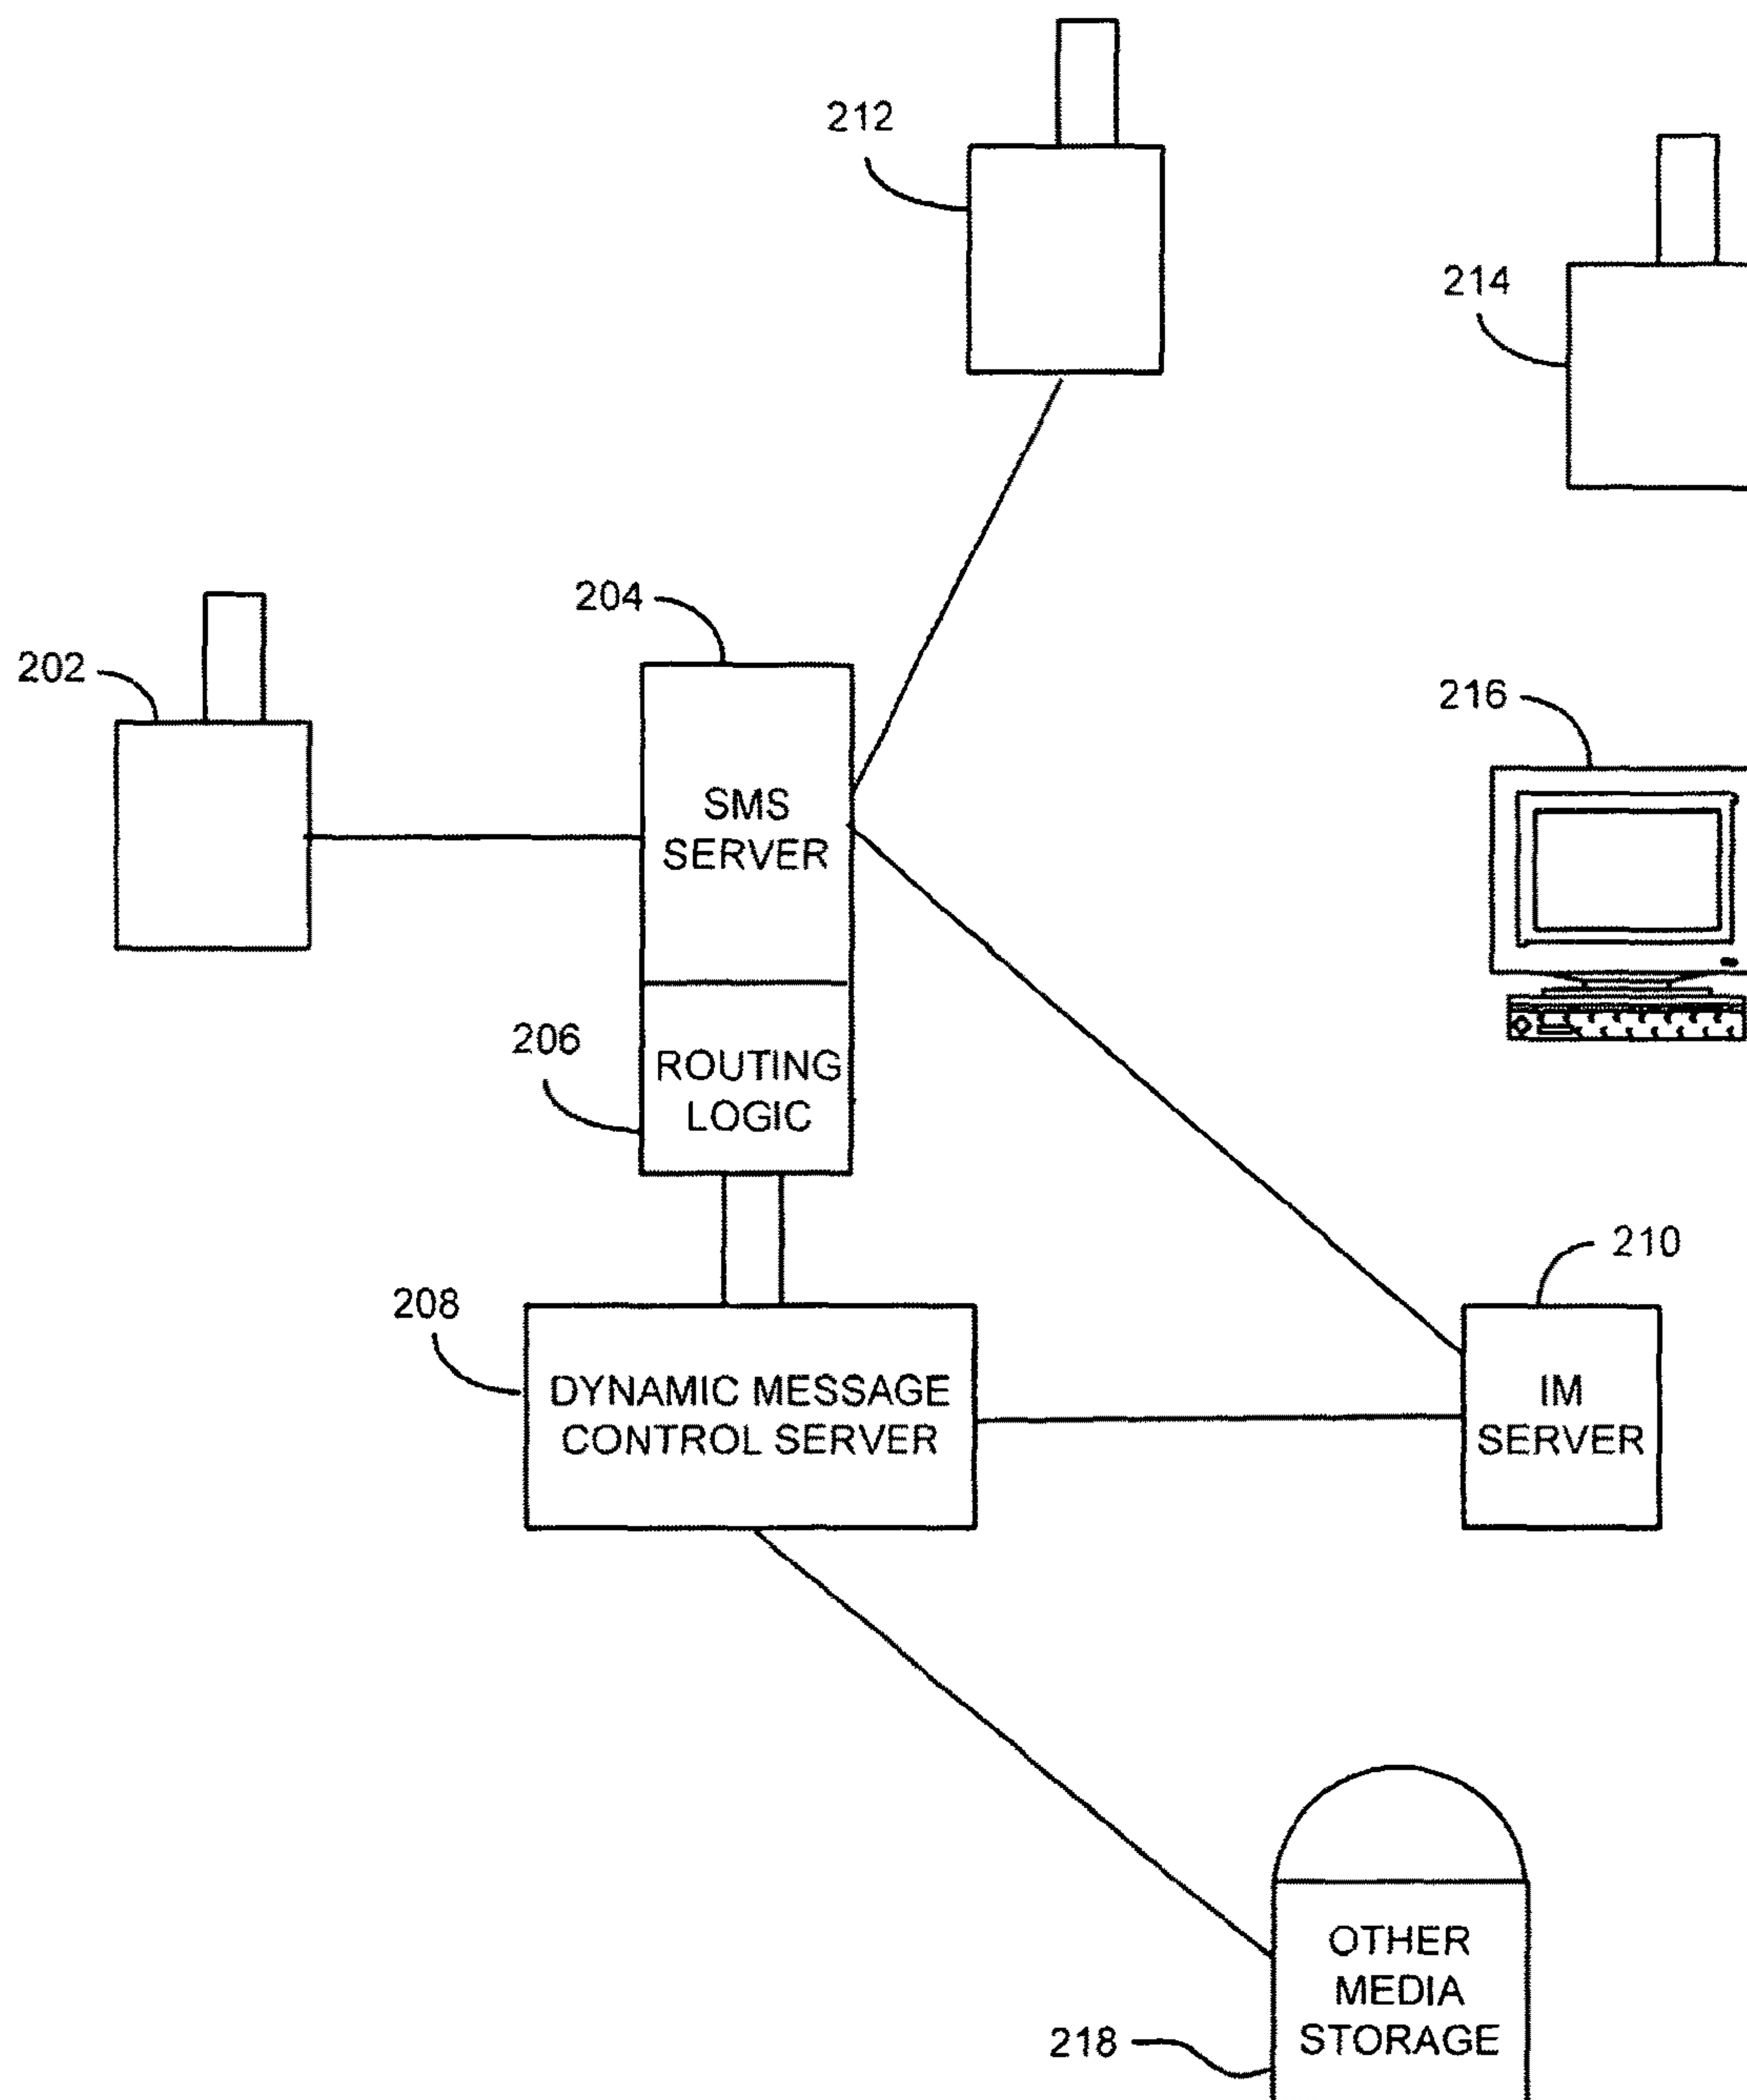 212
214
204
202
216
SMS
SERVER
206
ROUTING
LOGIC
210
208
DYNAMIC MESSAGE
CONTROL SERVER
IM
SERVER
OTHER
MEDIA
STORAGE
218